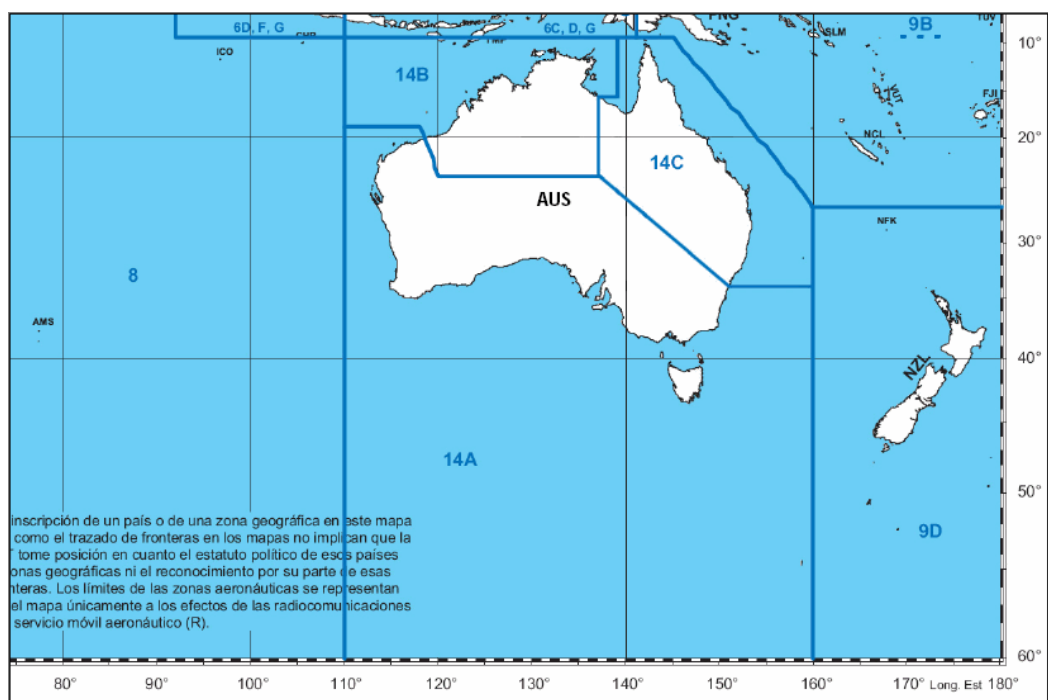 6D, F, G
6C, D, G
PNG
SLM
9B
TUV
10°
ICO
14B
VUT
FJI
NCL
20°
14C
AUS
NFK
30°
8
AMS
40°
NZL
14A
50°
9D
inscripción de un país o de una zona geográfica en este mapa
como el trazado de fronteras en los mapas no implican que la
tome posición en cuanto el estatuto político de esos países
onas geográficas ni el reconocimiento por su parte de esas
nteras. Los límites de las zonas aeronáuticas se representan
el mapa únicamente a los efectos de las radiocomunicaciones
servicio móvil aeronáutico (R).
60°
80° 90° 100° 110° 120° 130° 140° 150° 160° 170° Long. Est 180°